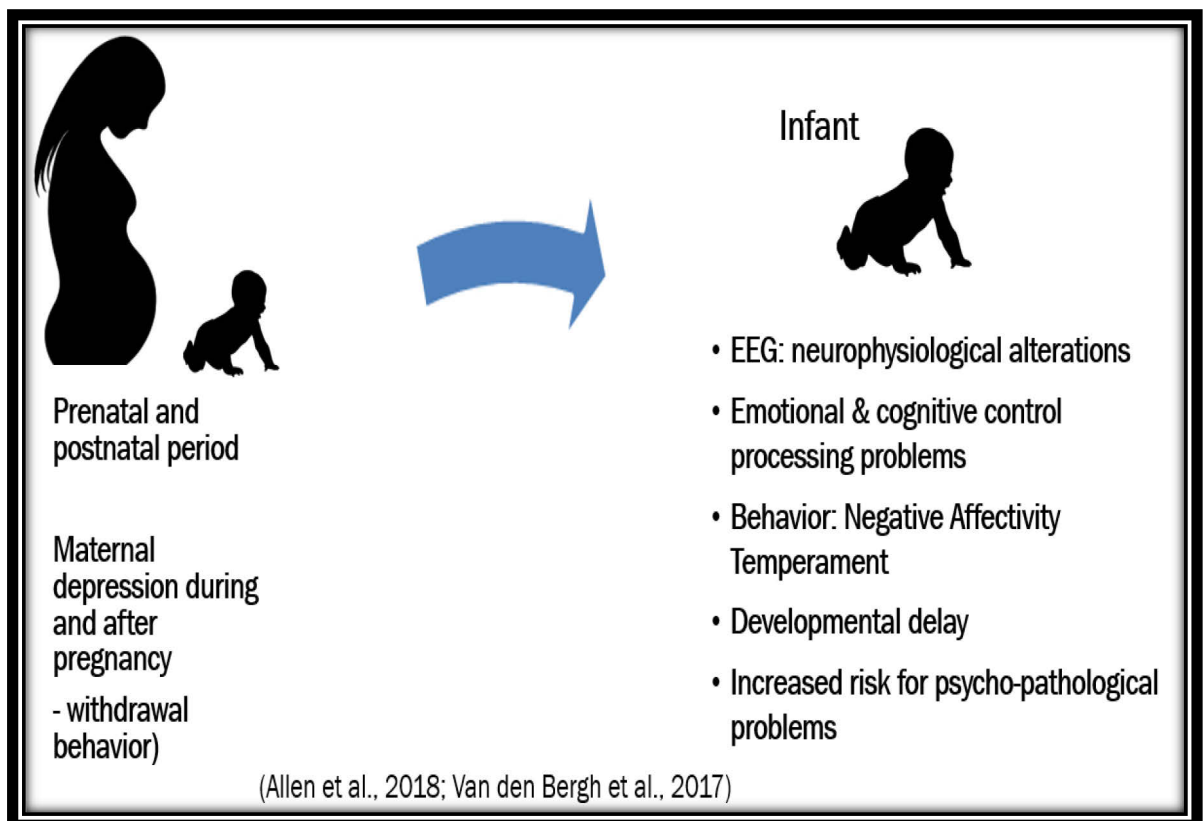 Prenatal and
postnatal period
Maternal
depression during
and after
pregnancy
- withdrawal
behavior)
Infant
• EEG: neurophysiological alterations
• Emotional & cognitive control
processing problems
• Behavior: Negative Affectivity
Temperament
• Developmental delay
• Increased risk for psycho-pathological
problems
(Allen et al., 2018; Van den Bergh et al., 2017)